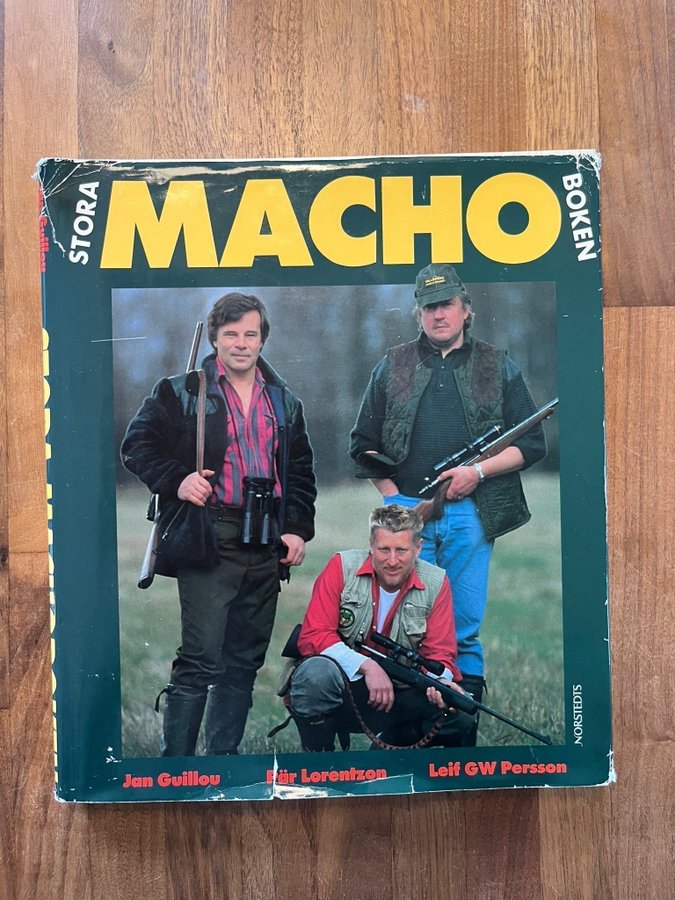 STORA
MACHO
BOKEN
NORSTEDTS
Jan Guillou
Pär Lorentzon
Leif GW Persson